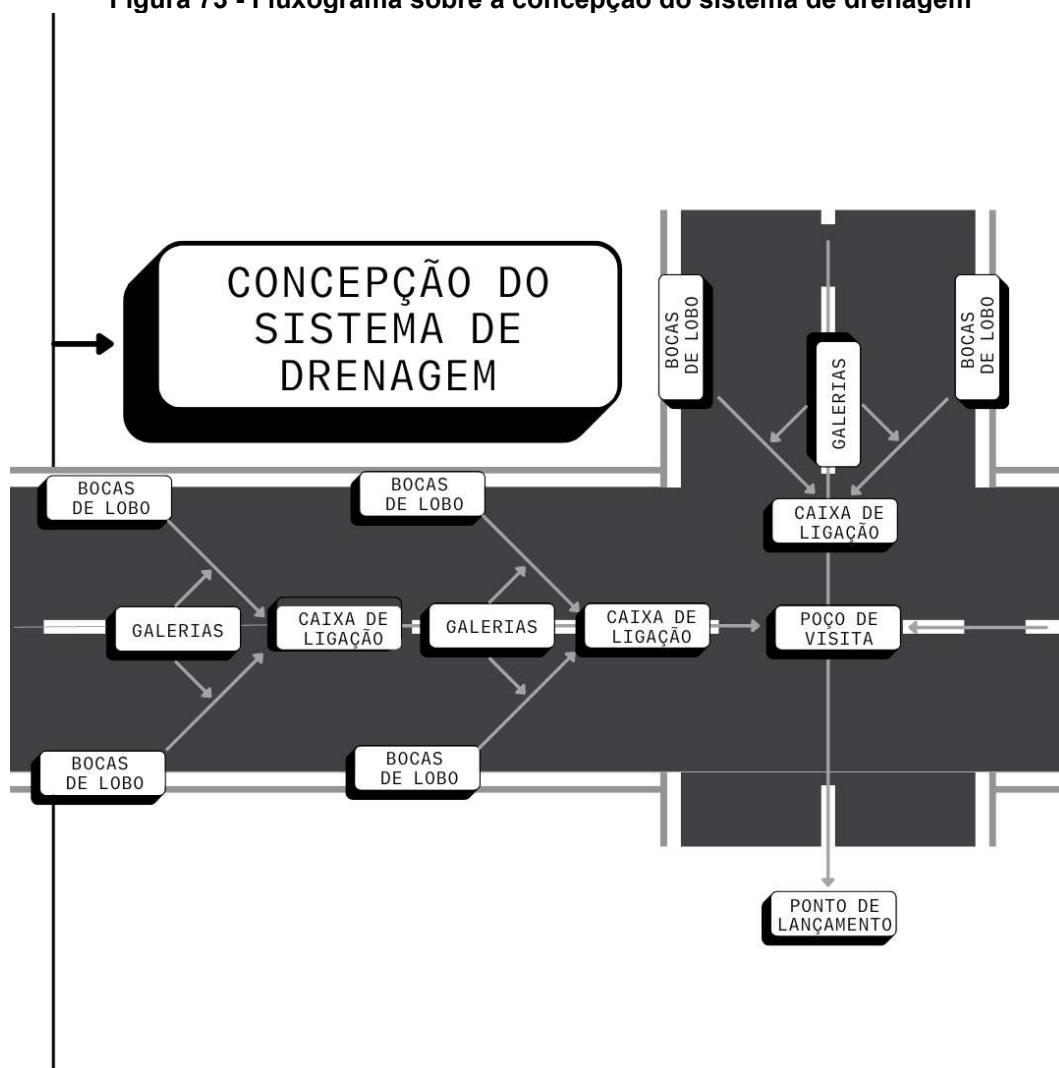 Figura 73 - Fluxograma sobre a concepção do sistema de drenagem
CONCEPÇÃO DO
SISTEMA DE
DRENAGEM
BOCAS
DE LOBO
GALERIAS
BOCAS
DE LOBO
BOCAS
DE LOBO
BOCAS
DE LOBO
CAIXA DE
LIGAÇÃO
GALERIAS
CAIXA DE
LIGAÇÃO
GALERIAS
CAIXA DE
LIGAÇÃO
POÇO DE
VISITA
BOCAS
DE LOBO
BOCAS
DE LOBO
PONTO DE
LANÇAMENTO